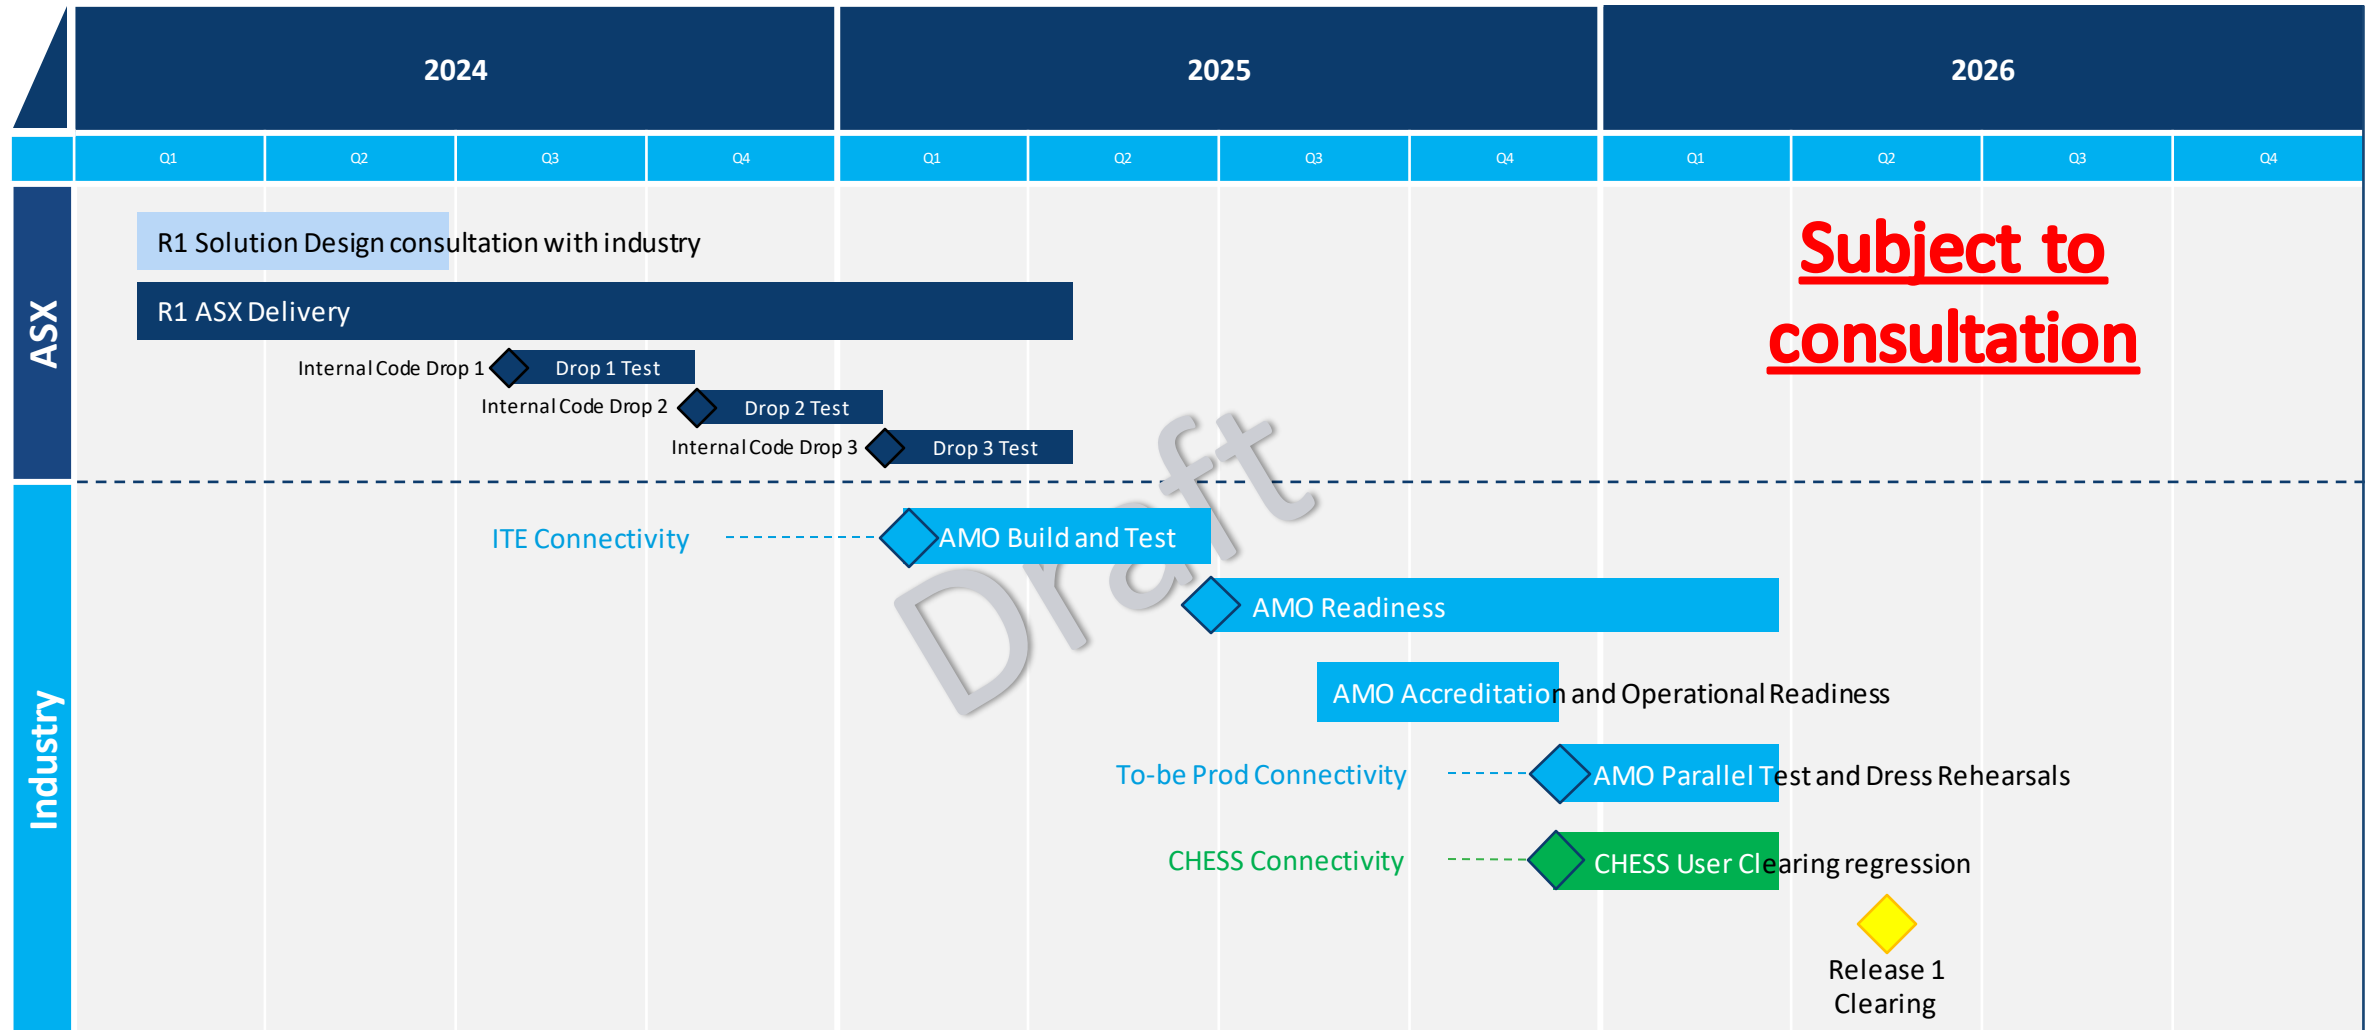 2024
2025
2026
Q1
Q2
Q3
Q4
Q1
Q2
Q3
Q4
Q1
Q2
Q3
Q4
ASX
R1 Solution Design consultation with industry
Subject to
consultation
R1 ASX Delivery
Internal Code Drop 1
Drop 1 Test
Internal Code Drop 2
Drop 2 Test
Internal Code Drop 3
Drop 3 Test
Draft
Industry
ITE Connectivity
AMO Build and Test
AMO Readiness
AMO Accreditation and Operational Readiness
To-be Prod Connectivity
AMO Parallel Test and Dress Rehearsals
CHESS Connectivity
CHESS User Clearing regression
Release 1
Clearing